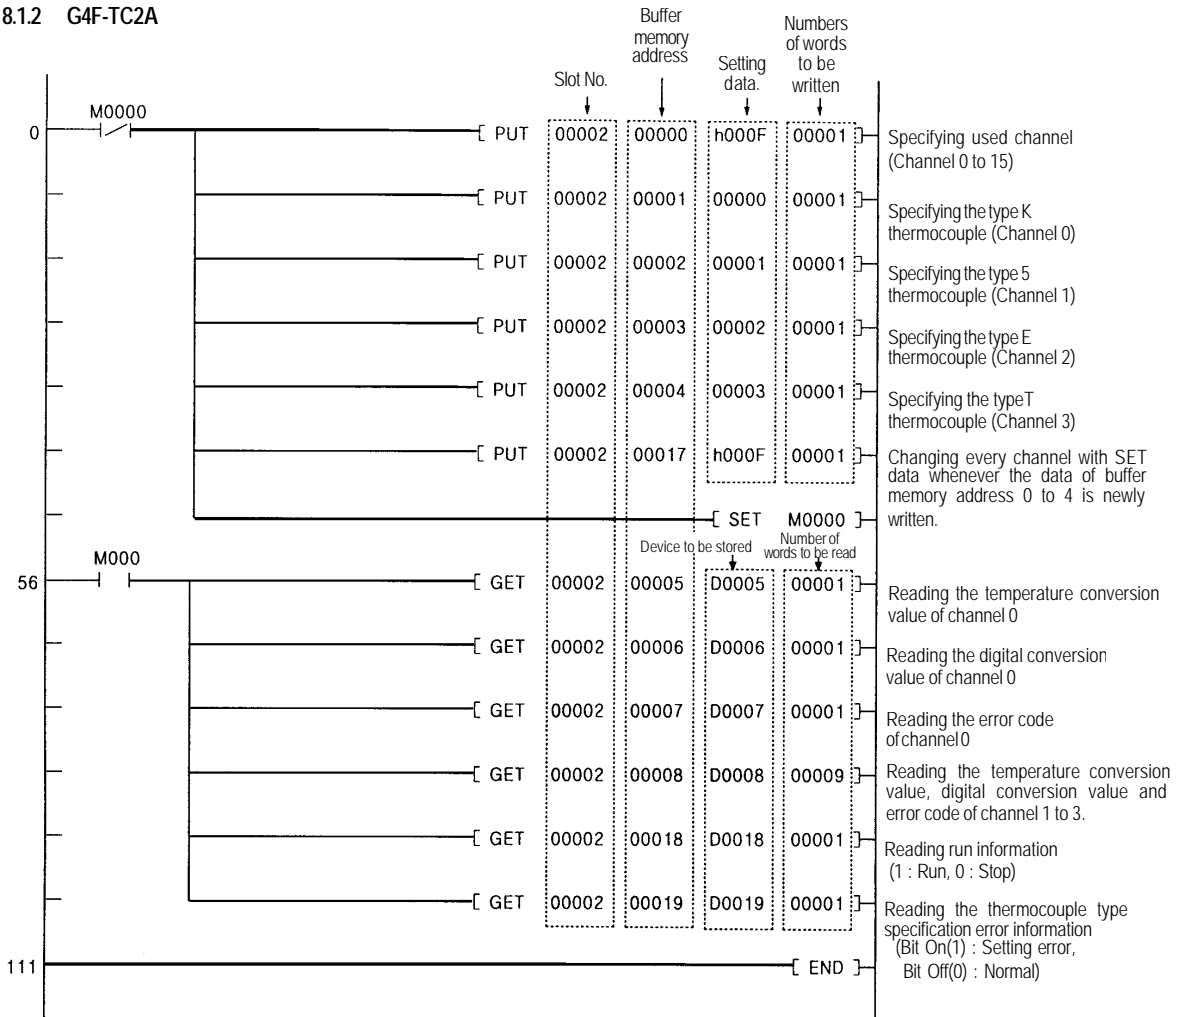 8.1.2 G4F-TC2A
Buffer
memory
address
Numbers
of words
to be
written
Slot No.
Setting
data.
M0000
0
[ PUT 00002 00000 h000F 00001 ]
Specifying used channel
(Channel 0 to 15)
[ PUT 00002 00001 00000 00001 ]
Specifying the type K
thermocouple (Channel 0)
[ PUT 00002 00002 00001 00001 ]
Specifying the type 5
thermocouple (Channel 1)
[ PUT 00002 00003 00002 00001 ]
Specifying the type E
thermocouple (Channel 2)
[ PUT 00002 00004 00003 00001 ]
Specifying the type T
thermocouple (Channel 3)
[ PUT 00002 00017 h000F 00001 ]
Changing every channel with SET
data whenever the data of buffer
memory address 0 to 4 is newly
written.
[ SET M0000 ]
Device to be stored
Number of
words to be read
M000
56
[ GET 00002 00005 D0005 00001 ]
Reading the temperature conversion
value of channel 0
[ GET 00002 00006 D0006 00001 ]
Reading the digital conversion
value of channel 0
[ GET 00002 00007 D0007 00001 ]
Reading the error code
of channel 0
[ GET 00002 00008 D0008 00009 ]
Reading the temperature conversion
value, digital conversion value and
error code of channel 1 to 3.
[ GET 00002 00018 D0018 00001 ]
Reading run information
(1 : Run, 0 : Stop)
[ GET 00002 00019 D0019 00001 ]
Reading the thermocouple type
specification error information
(Bit On(1) : Setting error,
Bit Off(0) : Normal)
111
[ END ]